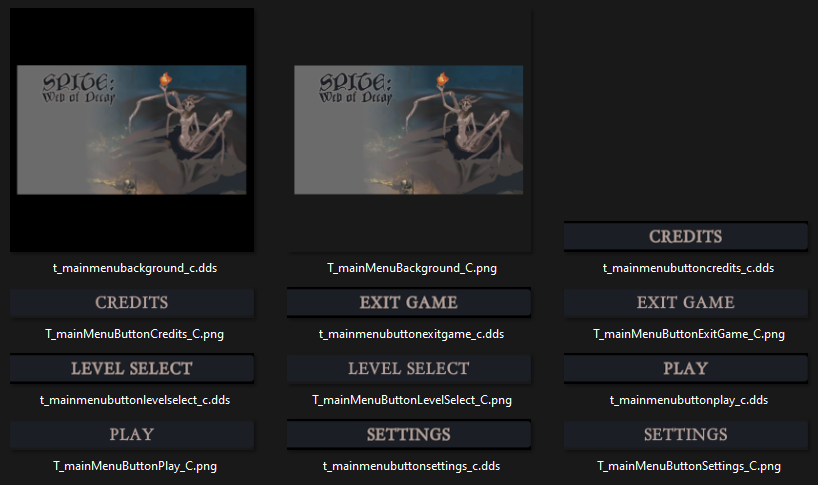 SPITE:
Web of Decay
SPITE:
Web of Decay
CREDITS
t_mainmenubackground_c.dds
T_mainMenuBackground_C.png
t_mainmenubuttoncredits_c.dds
CREDITS
EXIT GAME
EXIT GAME
T_mainMenuButtonCredits_C.png
t_mainmenubuttonexitgame_c.dds
T_mainMenuButtonExitGame_C.png
LEVEL SELECT
LEVEL SELECT
PLAY
t_mainmenubuttonlevelselect_c.dds
T_mainMenuButtonLevelSelect_C.png
t_mainmenubuttonplay_c.dds
PLAY
SETTINGS
SETTINGS
T_mainMenuButtonPlay_C.png
t_mainmenubuttonsettings_c.dds
T_mainMenuButtonSettings_C.png